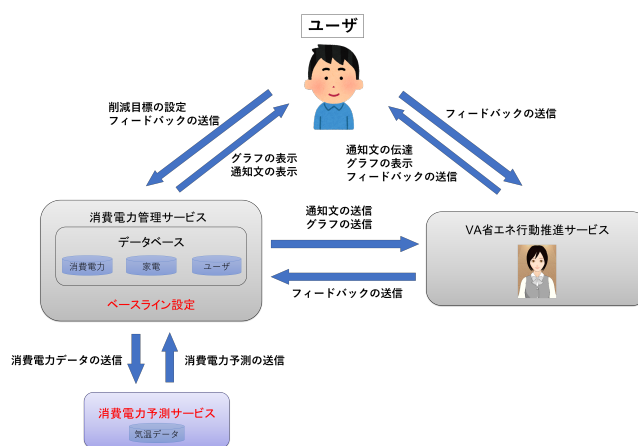 ユーザ
削減目標の設定
フィードバックの送信
グラフの表示
通知文の表示
フィードバックの送信
通知文の伝達
グラフの表示
フィードバックの送信
消費電力管理サービス
データベース
消費電力
家電
ユーザ
ベースライン設定
通知文の送信
グラフの送信
フィードバックの送信
VA省エネ行動推進サービス
消費電力データの送信
消費電力予測の送信
消費電力予測サービス
気温データ